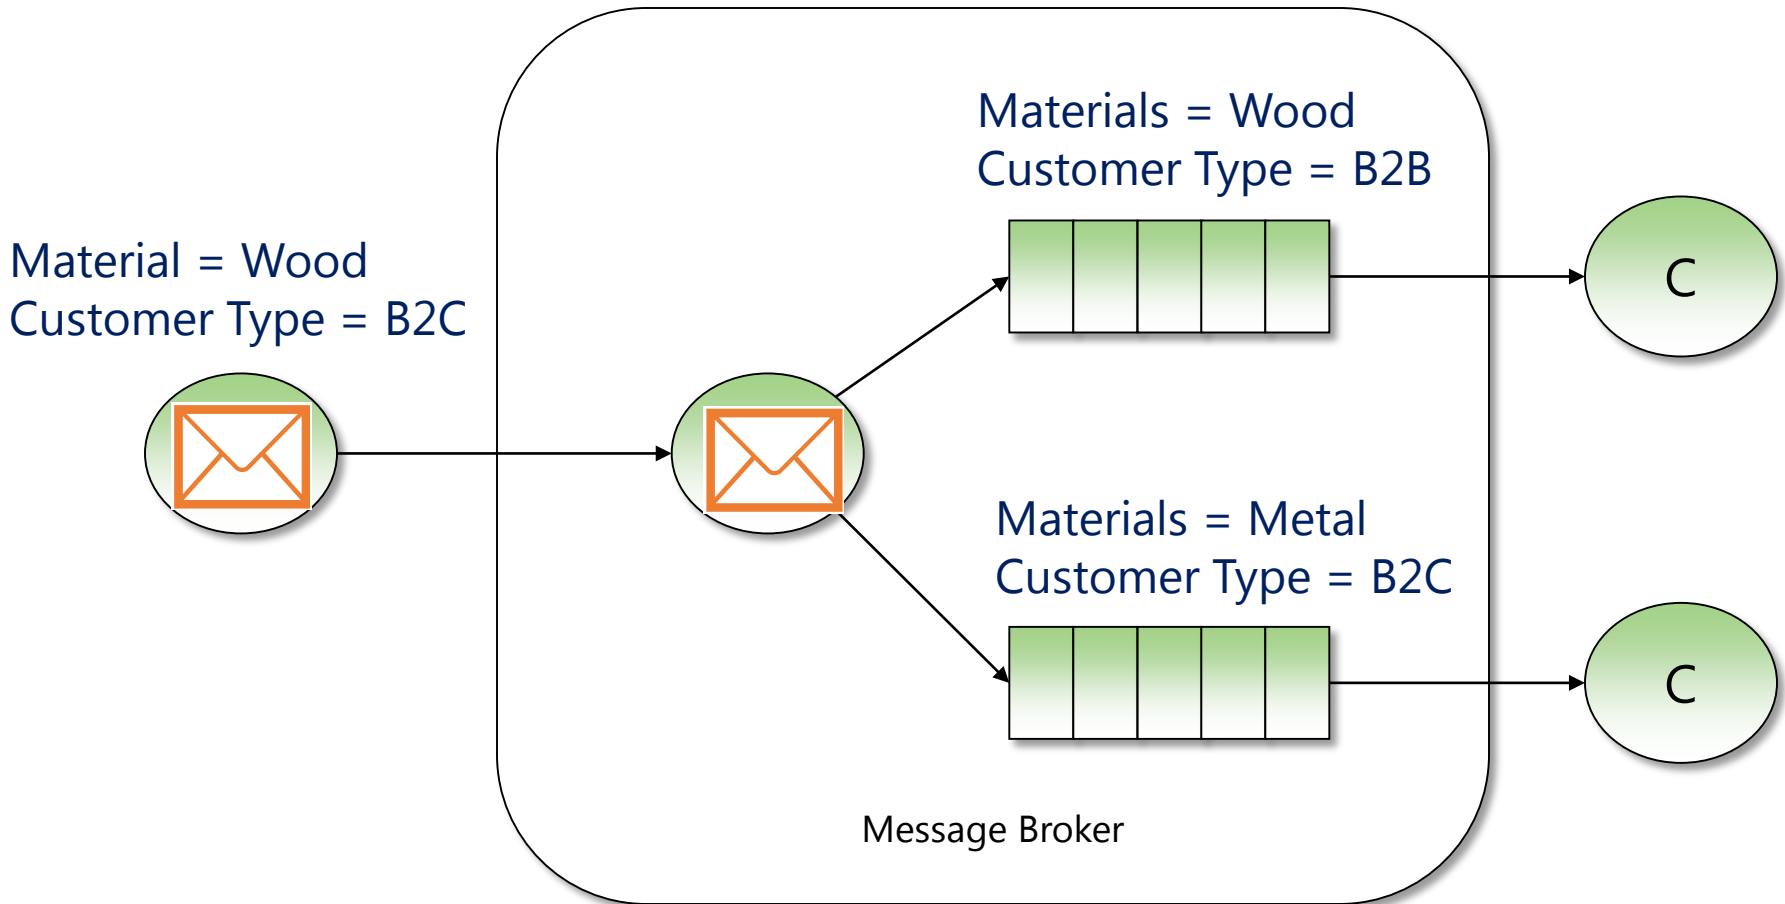 Material = Wood
Customer Type = B2C
Materials = Wood
Customer Type = B2B
C
Materials = Metal
Customer Type = B2C
C
Message Broker